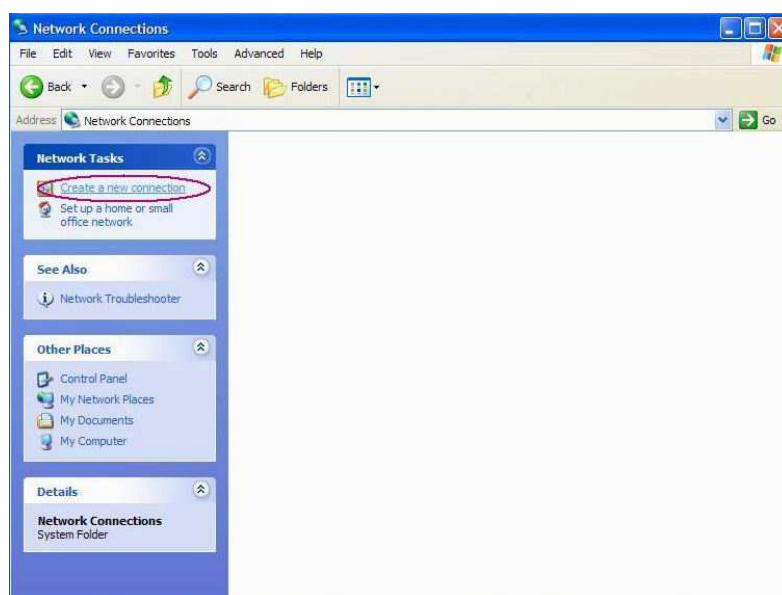 Network Connections
File Edit View Favorites Tools Advanced Help
Back Search Folders
Address Network Connections Go
Network Tasks
Create a new connection
Set up a home or small
office network
See Also
Network Troubleshooter
Other Places
Control Panel
My Network Places
My Documents
My Computer
Details
Network Connections
System Folder